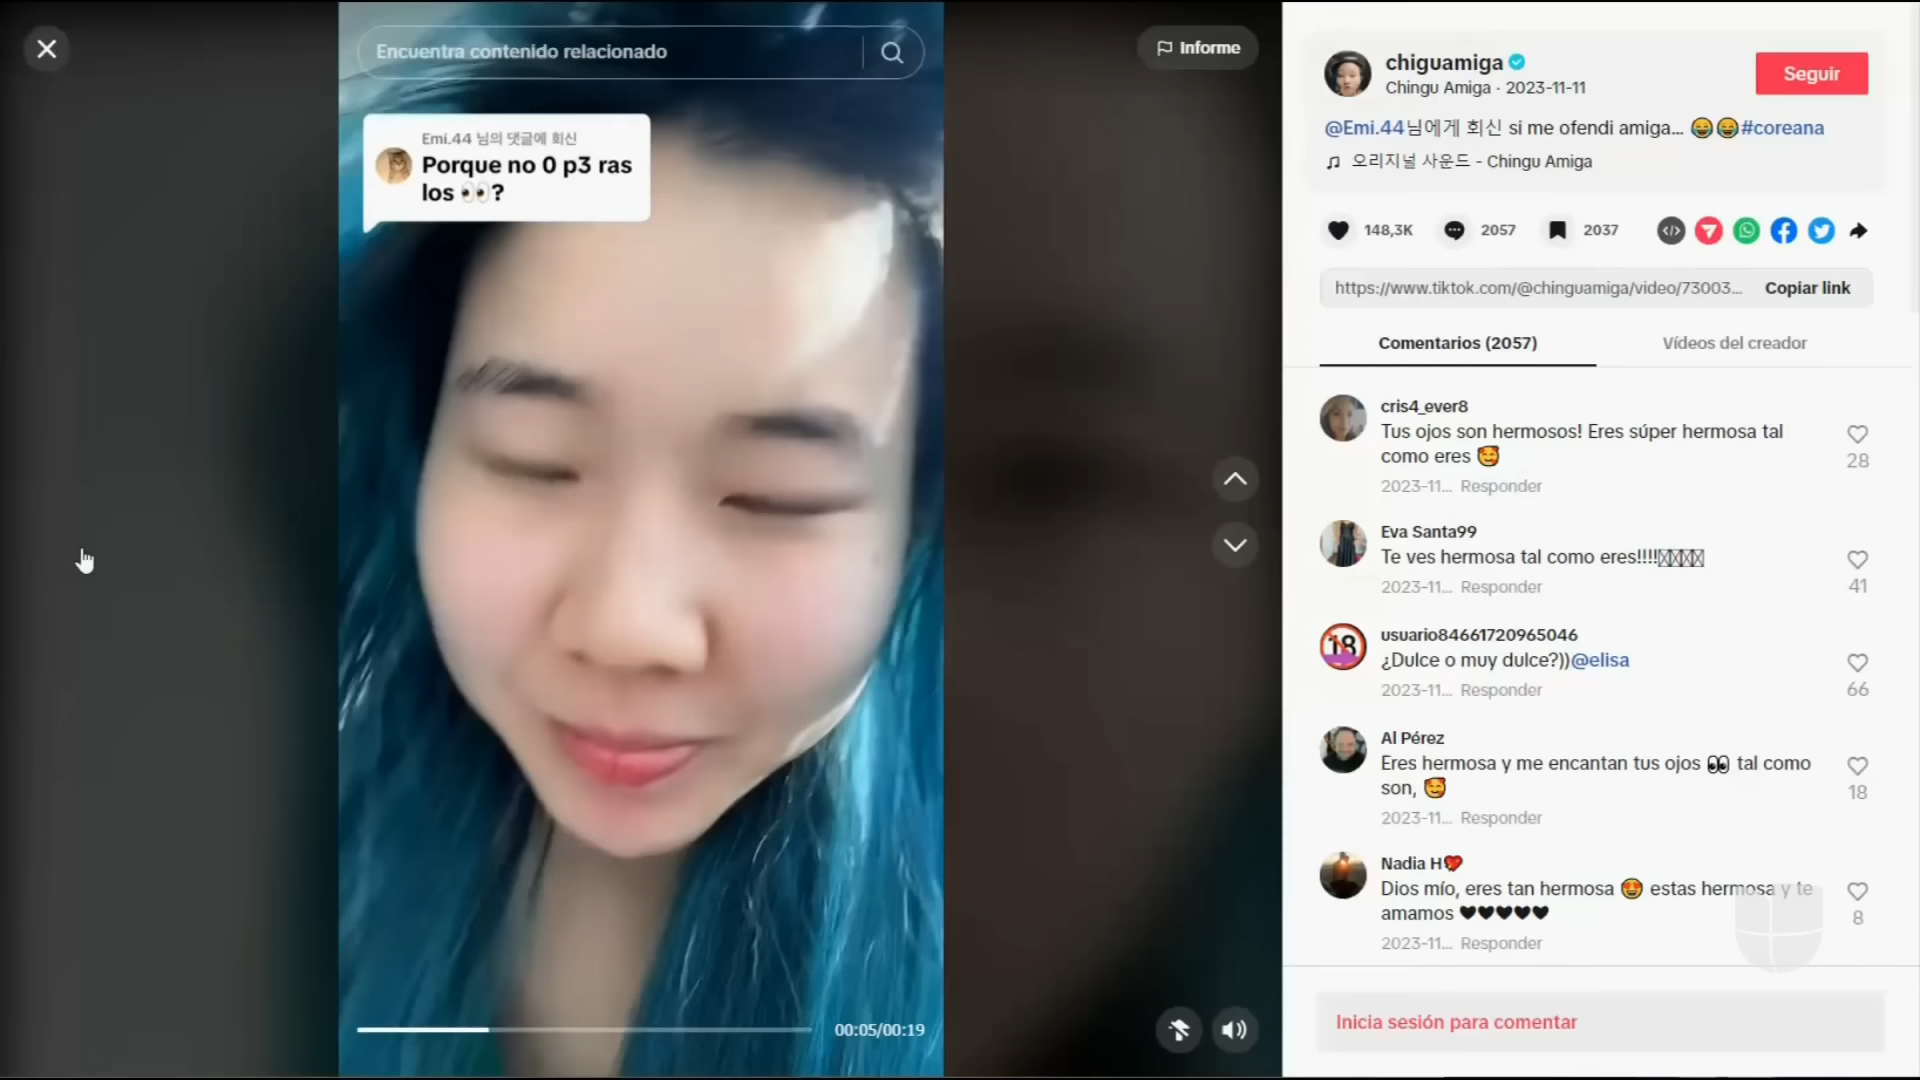 Encuentra contenido relacionado
Informe
Emi.44 님의 댓글에 회신
Porque no 0 p3 ras
los 👀?
00:05/00:19
chiguamiga
Chingu Amiga · 2023-11-11
Seguir
@Emi.44님에게 회신 si me ofendi amiga... 😂😂#coreana
오리지널 사운드 - Chingu Amiga
148,3K
2057
2037
https://www.tiktok.com/@chinguamiga/video/73003...
Copiar link
Comentarios (2057)
Vídeos del creador
cris4_ever8
Tus ojos son hermosos! Eres súper hermosa tal
como eres 🥰
28
2023-11... Responder
Eva Santa99
Te ves hermosa tal como eres!!!!
41
2023-11... Responder
18
usuario84661720965046
¿Dulce o muy dulce?))@elisa
66
2023-11... Responder
Al Pérez
Eres hermosa y me encantan tus ojos 👀 tal como
son, 🥰
18
2023-11... Responder
Nadia H💖
Dios mío, eres tan hermosa 😍 estas hermosa y te
amamos 🖤🖤🖤🖤🖤
8
2023-11... Responder
Inicia sesión para comentar